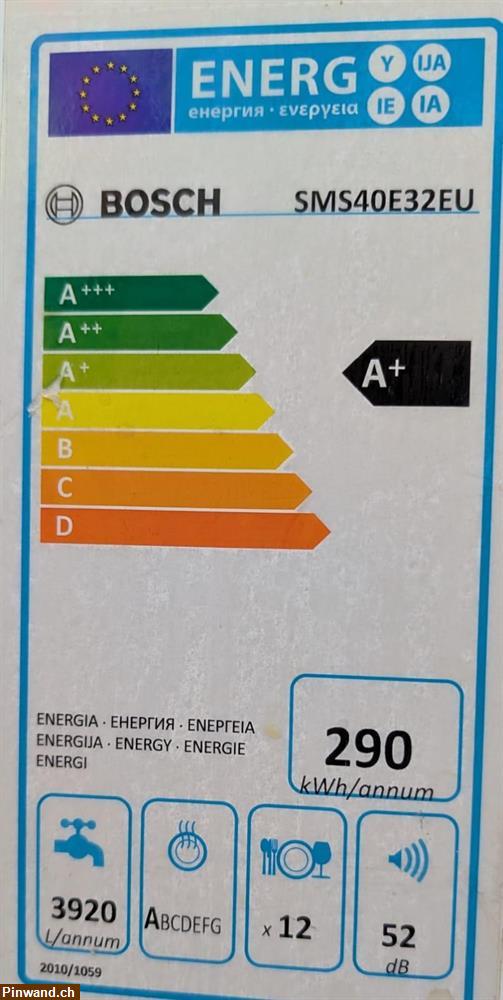 ENERG Y IJA
енергия · ενεργεια IE IA
BOSCH SMS40E32EU
A+++
A++
A+
A+
A
B
C
D
ENERGIA · ЕНЕРГИЯ · ΕΝΕΡΓΕΙΑ
ENERGIJA · ENERGY · ENERGIE
ENERGI
290
kWh/annum
3920
L/annum
ABCDEFG
x 12
52
dB
2010/1059
Pinwand.ch